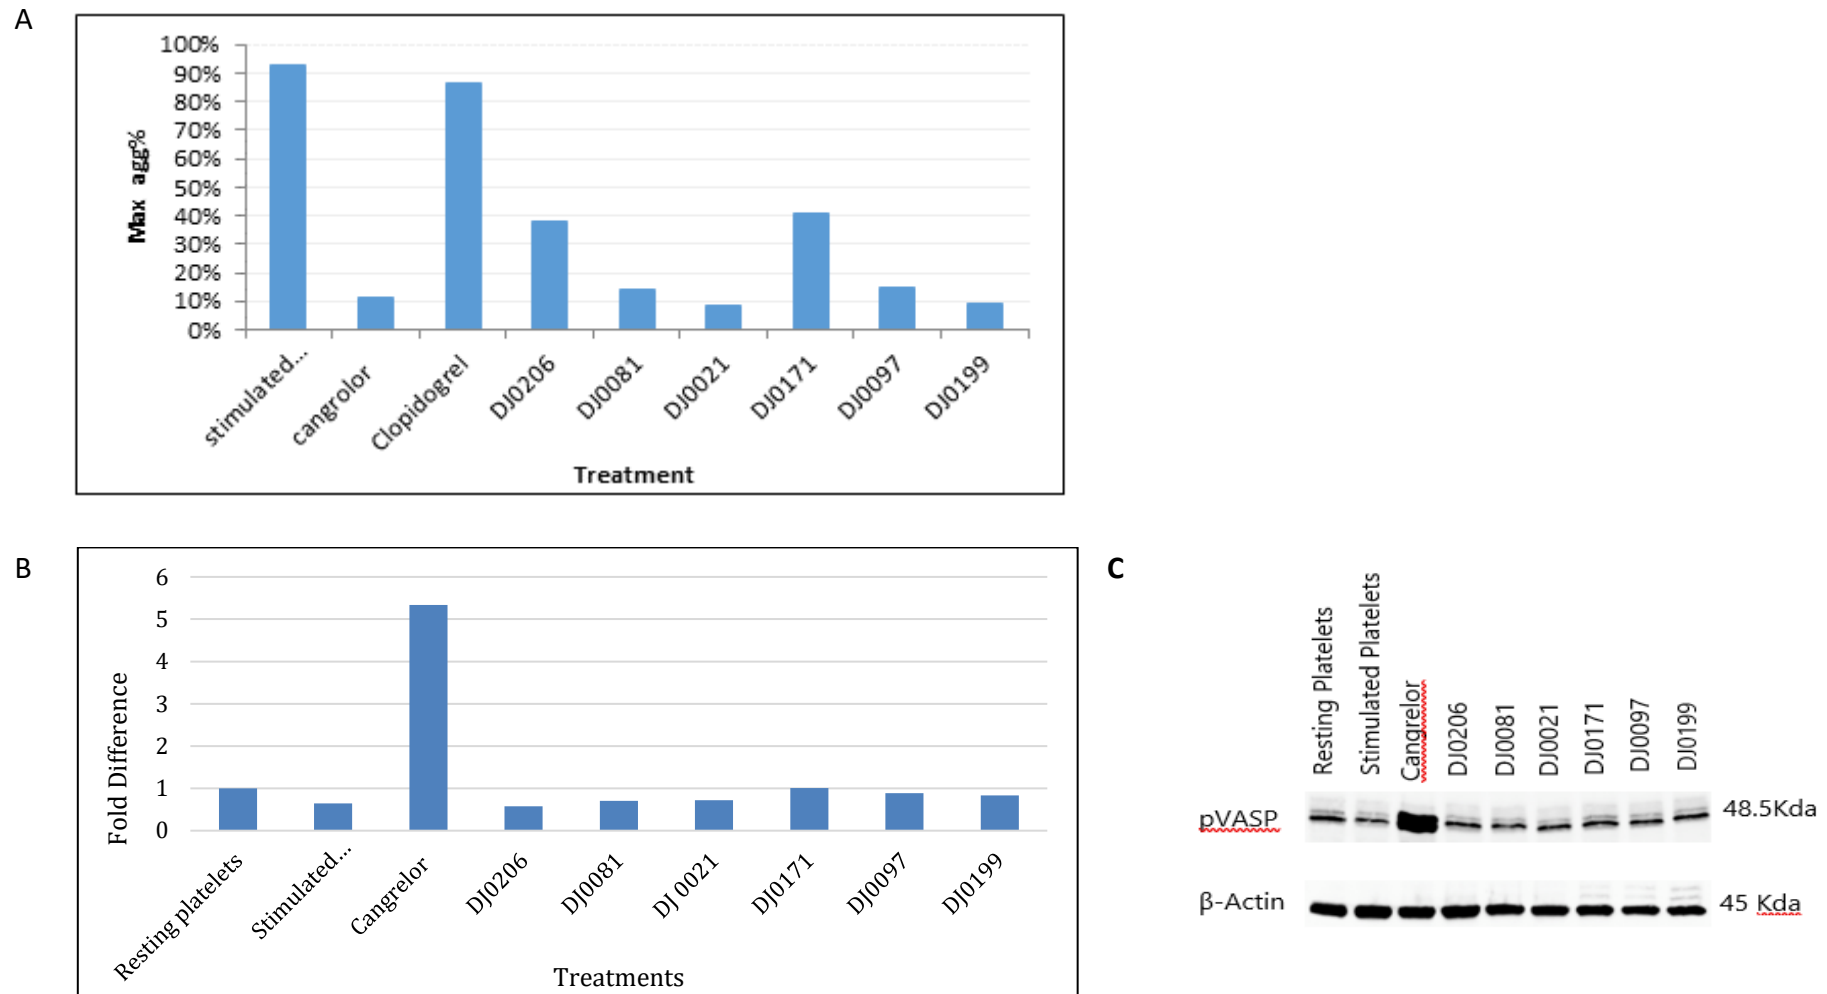 A
100%
90%
80%
70%
60%
50%
40%
30%
20%
10%
0%
Max agg%
stimulated...
cangrolor
Clopidogrel
DJ0206
DJ0081
DJ0021
DJ0171
DJ0097
DJ0199
Treatment
B
6
5
4
3
2
1
0
Fold Difference
Resting platelets
Stimulated...
Cangrelor
DJ0206
DJ0081
DJ 0021
DJ0171
DJ0097
DJ0199
Treatments
C
Resting Platelets
Stimulated Platelets
Cangrelor
DJ0206
DJ0081
DJ0021
DJ0171
DJ0097
DJ0199
pVASP
48.5Kda
β-Actin
45 Kda